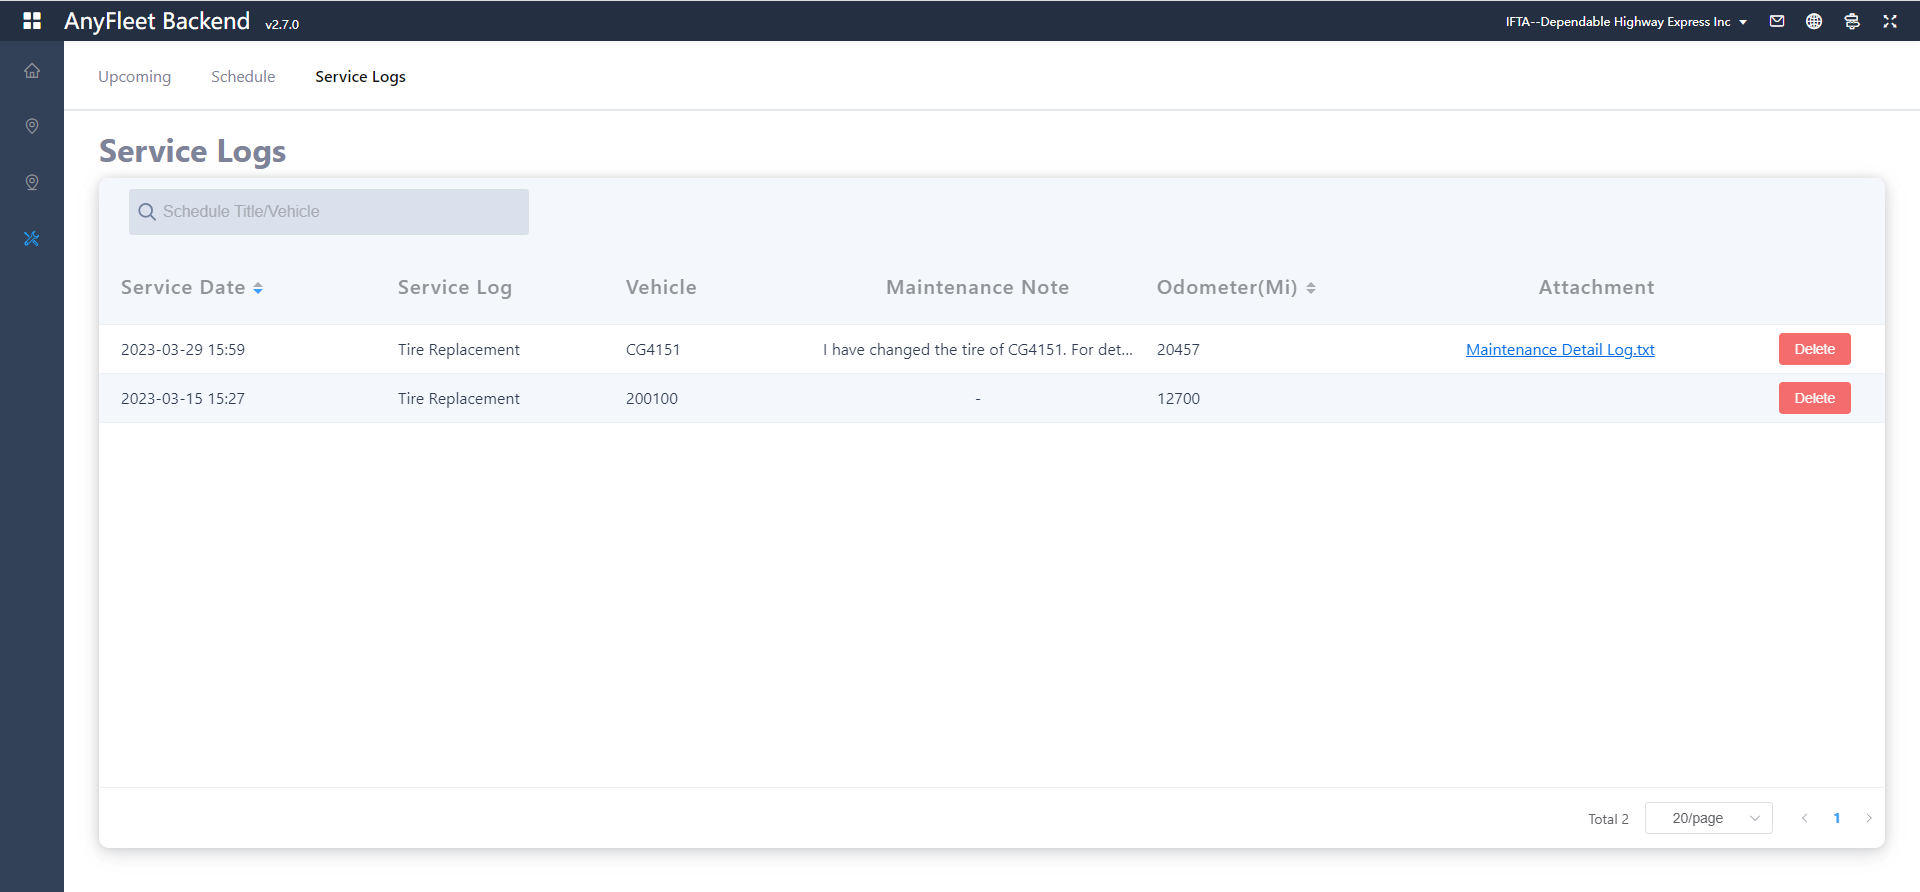 AnyFleet Backend v2.7.0 IFTA--Dependable Highway Express Inc
Upcoming Schedule Service Logs
Service Logs
Schedule Title/Vehicle
Service Date Service Log Vehicle Maintenance Note Odometer(Mi) Attachment
2023-03-29 15:59 Tire Replacement CG4151 I have changed the tire of CG4151. For det... 20457 Maintenance Detail Log.txt Delete
2023-03-15 15:27 Tire Replacement 200100 - 12700 Delete
Total 2 20/page 1